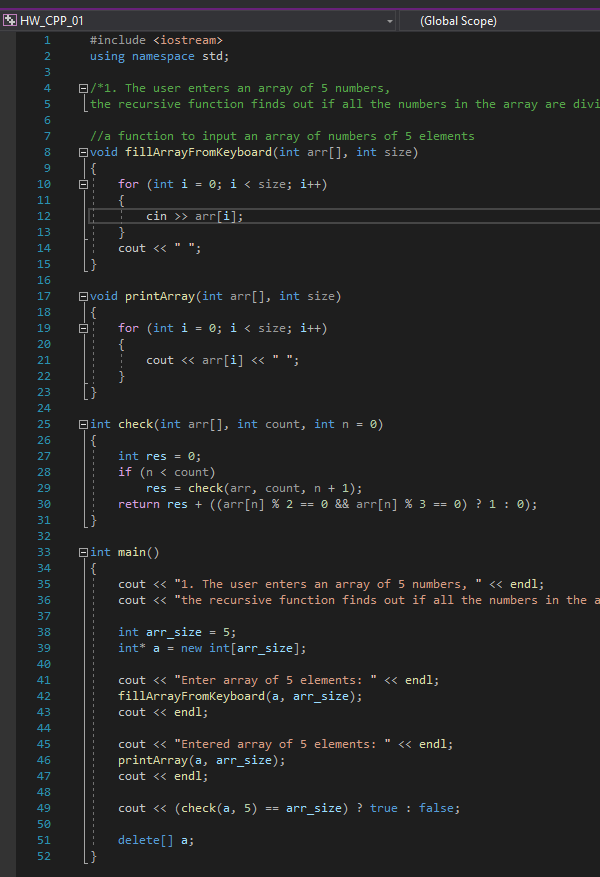 HW_CPP_01 (Global Scope)
1 #include <iostream>
2 using namespace std;
3
4 /*1. The user enters an array of 5 numbers,
5 the recursive function finds out if all the numbers in the array are divi
6
7 //a function to input an array of numbers of 5 elements
8 void fillArrayFromKeyboard(int arr[], int size)
9 {
10 for (int i = 0; i < size; i++)
11 {
12 cin >> arr[i];
13 }
14 cout << " ";
15 }
16
17 void printArray(int arr[], int size)
18 {
19 for (int i = 0; i < size; i++)
20 {
21 cout << arr[i] << " ";
22 }
23 }
24
25 int check(int arr[], int count, int n = 0)
26 {
27 int res = 0;
28 if (n < count)
29 res = check(arr, count, n + 1);
30 return res + ((arr[n] % 2 == 0 && arr[n] % 3 == 0) ? 1 : 0);
31 }
32
33 int main()
34 {
35 cout << "1. The user enters an array of 5 numbers, " << endl;
36 cout << "the recursive function finds out if all the numbers in the a
37
38 int arr_size = 5;
39 int* a = new int[arr_size];
40
41 cout << "Enter array of 5 elements: " << endl;
42 fillArrayFromKeyboard(a, arr_size);
43 cout << endl;
44
45 cout << "Entered array of 5 elements: " << endl;
46 printArray(a, arr_size);
47 cout << endl;
48
49 cout << (check(a, 5) == arr_size) ? true : false;
50
51 delete[] a;
52 }